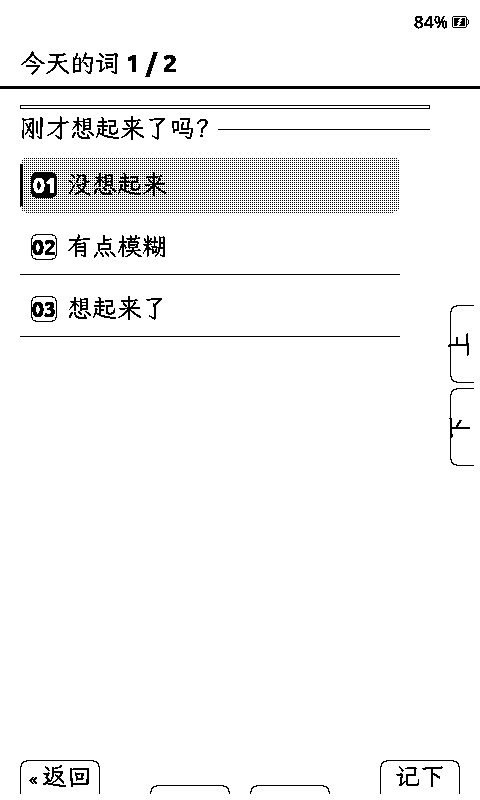 84%
今天的词 1 / 2
刚才想起来了吗?
01 没想起来
02 有点模糊
03 想起来了
上
下
« 返回
记下